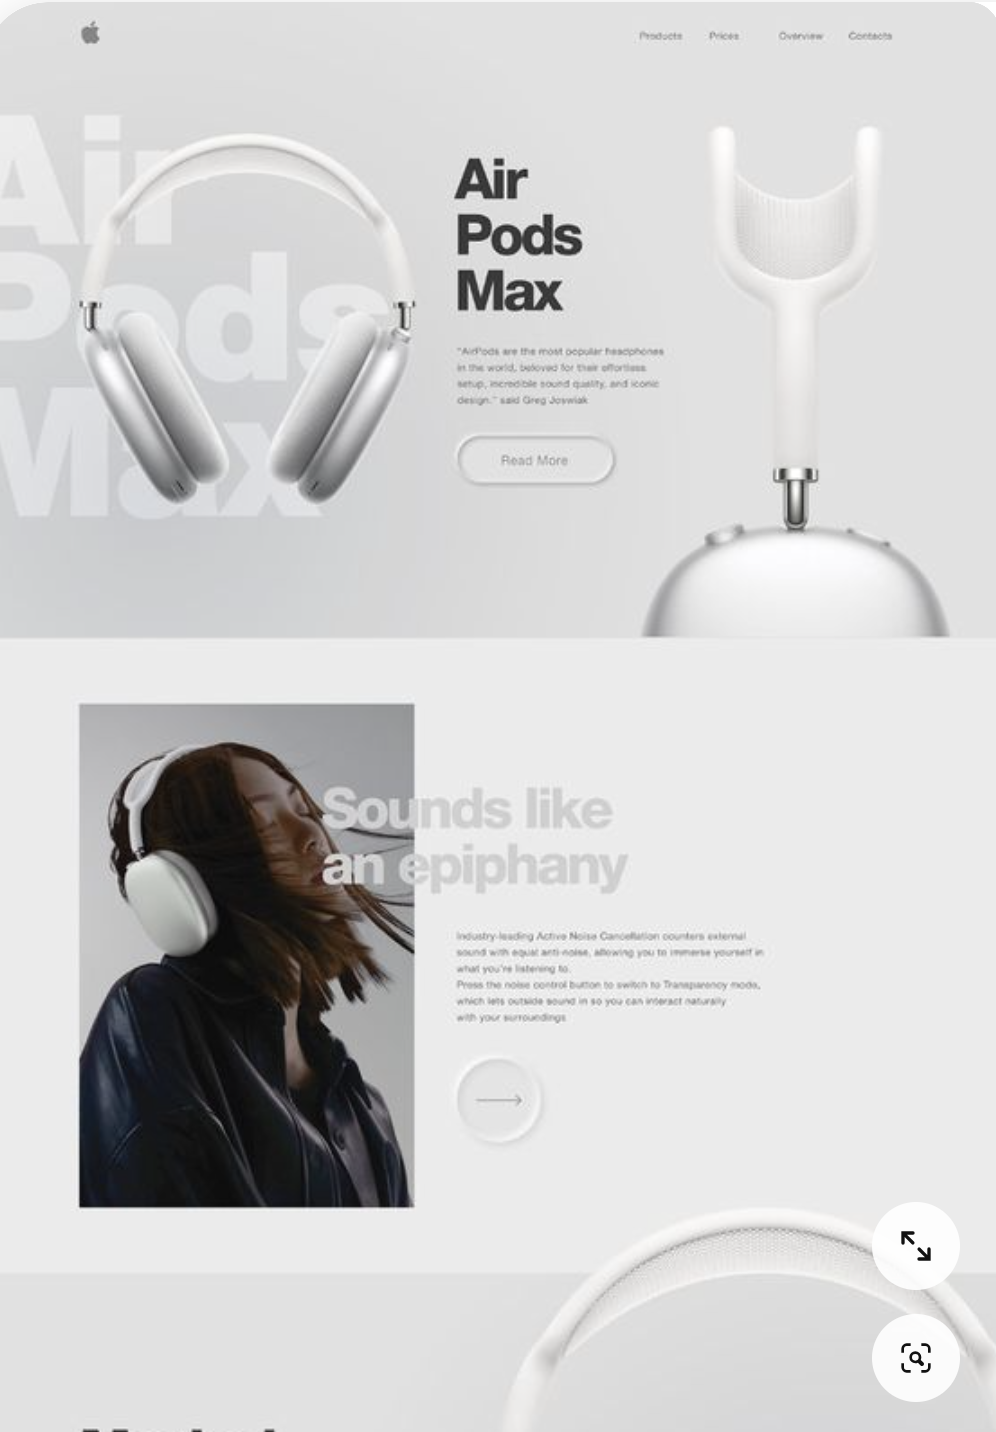 Products Prices Overview Contacts
Air
Pods
Max
Air
Pods
Max
"AirPods are the most popular headphones
in the world, beloved for their effortless
setup, incredible sound quality, and iconic
design." said Greg Joswiak
Read More
Sounds like
an epiphany
Industry-leading Active Noise Cancellation counters external
sound with equal anti-noise, allowing you to immerse yourself in
what you're listening to.
Press the noise control button to switch to Transparency mode,
which lets outside sound in so you can interact naturally
with your surroundings